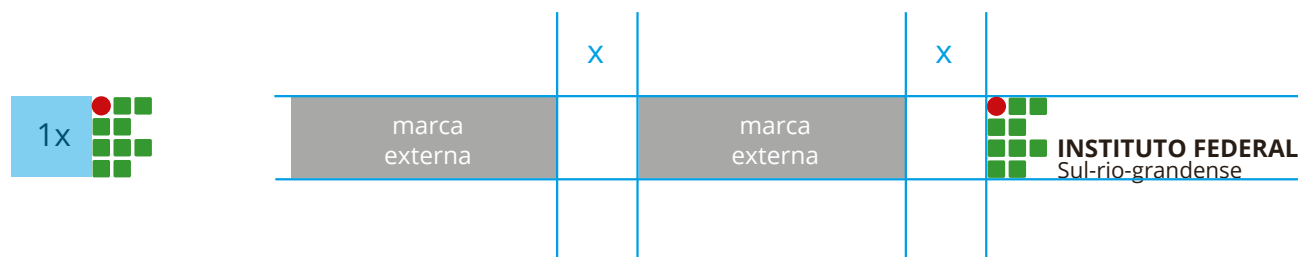 x
x
1x
marca
externa
marca
externa
INSTITUTO FEDERAL
Sul-rio-grandense